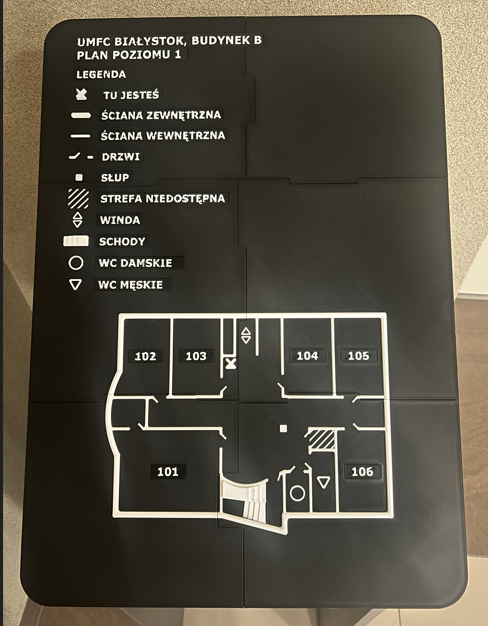 UMFC BIAŁYSTOK, BUDYNEK B
PLAN POZIOMU 1
LEGENDA
TU JESTEŚ
ŚCIANA ZEWNĘTRZNA
ŚCIANA WEWNĘTRZNA
DRZWI
SŁUP
STREFA NIEDOSTĘPNA
WINDA
SCHODY
WC DAMSKIE
WC MĘSKIE
102 103 104 105
101 106